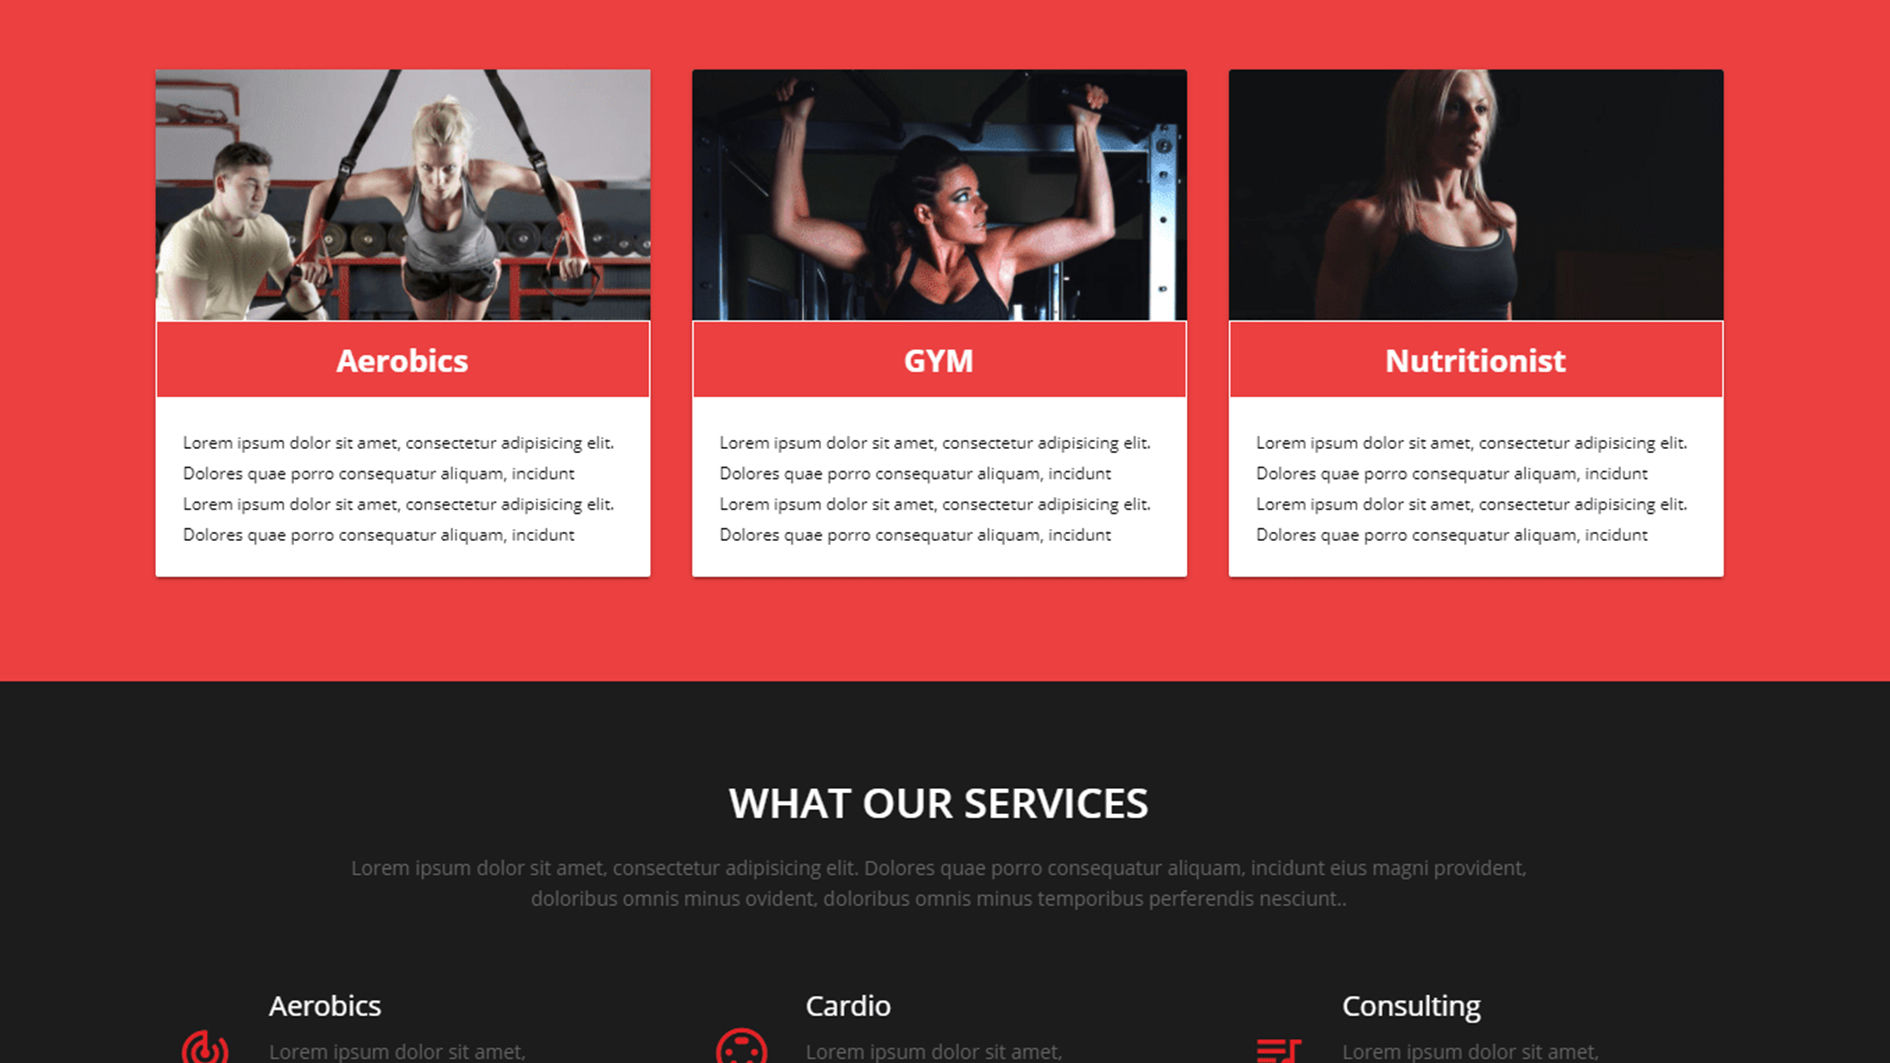 Aerobics
Lorem ipsum dolor sit amet, consectetur adipisicing elit.
Dolores quae porro consequatur aliquam, incidunt
Lorem ipsum dolor sit amet, consectetur adipisicing elit.
Dolores quae porro consequatur aliquam, incidunt
GYM
Lorem ipsum dolor sit amet, consectetur adipisicing elit.
Dolores quae porro consequatur aliquam, incidunt
Lorem ipsum dolor sit amet, consectetur adipisicing elit.
Dolores quae porro consequatur aliquam, incidunt
Nutritionist
Lorem ipsum dolor sit amet, consectetur adipisicing elit.
Dolores quae porro consequatur aliquam, incidunt
Lorem ipsum dolor sit amet, consectetur adipisicing elit.
Dolores quae porro consequatur aliquam, incidunt
WHAT OUR SERVICES
Lorem ipsum dolor sit amet, consectetur adipisicing elit. Dolores quae porro consequatur aliquam, incidunt eius magni provident,
doloribus omnis minus ovident, doloribus omnis minus temporibus perferendis nesciunt..
Aerobics
Lorem ipsum dolor sit amet,
Cardio
Lorem ipsum dolor sit amet,
Consulting
Lorem ipsum dolor sit amet,